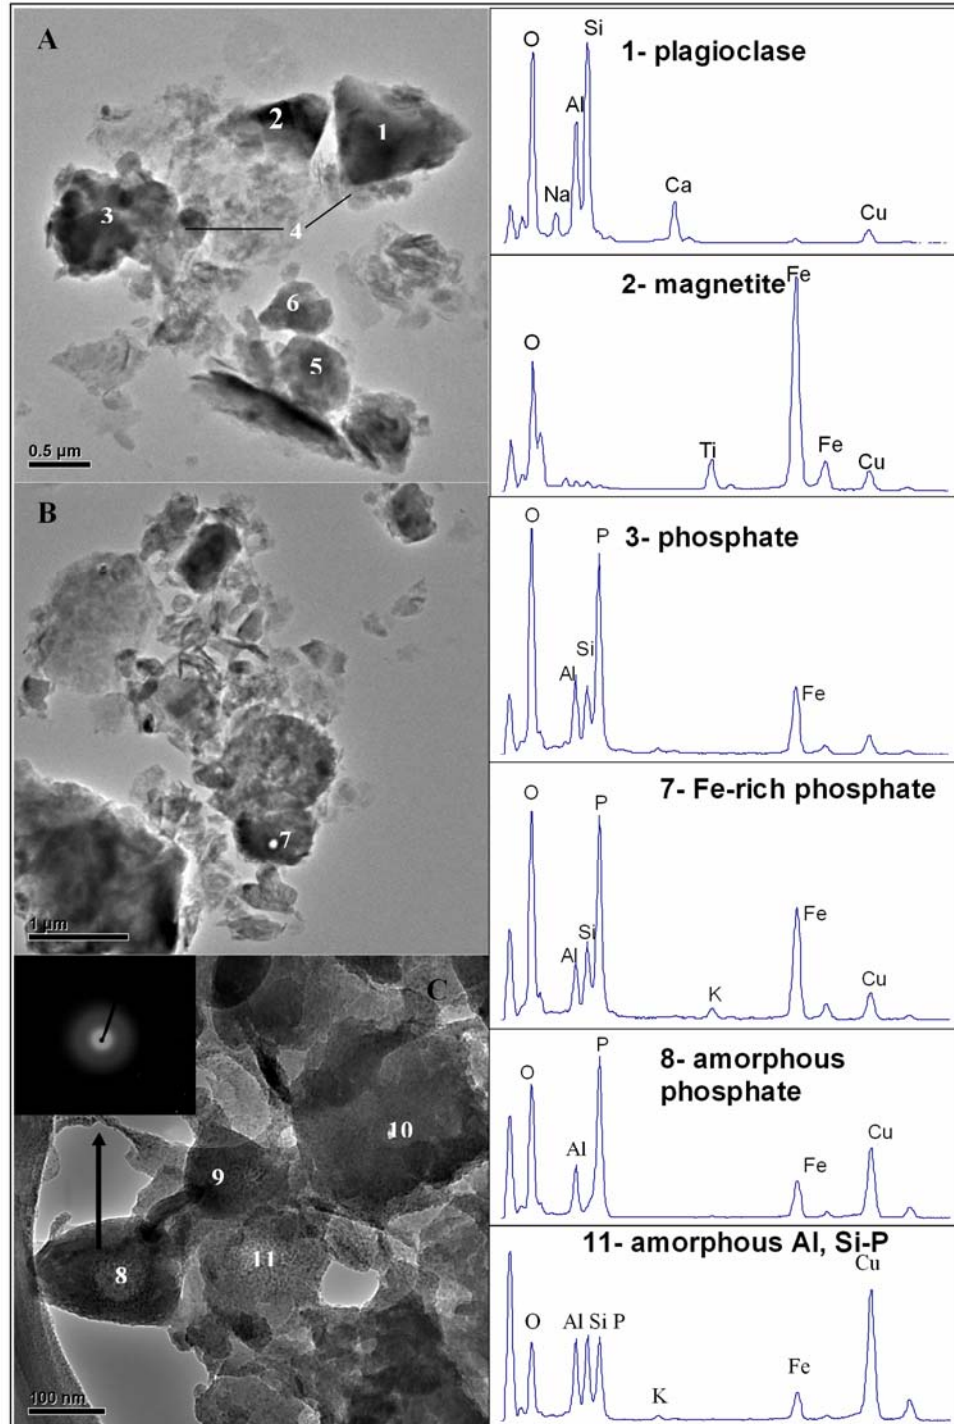 A
2
1
3
4
6
5
0.5 µm
B
7
1 µm
C
10
9
11
8
100 nm
1- plagioclase
O
Si
Al
Na
Ca
Cu
2- magnetite
Fe
O
Ti
Fe
Cu
3- phosphate
O
P
Si
Al
Fe
7- Fe-rich phosphate
O
P
Fe
Si
Al
K
Cu
8- amorphous
phosphate
O
P
Al
Fe
Cu
11- amorphous Al, Si-P
Cu
O
Al Si P
K
Fe